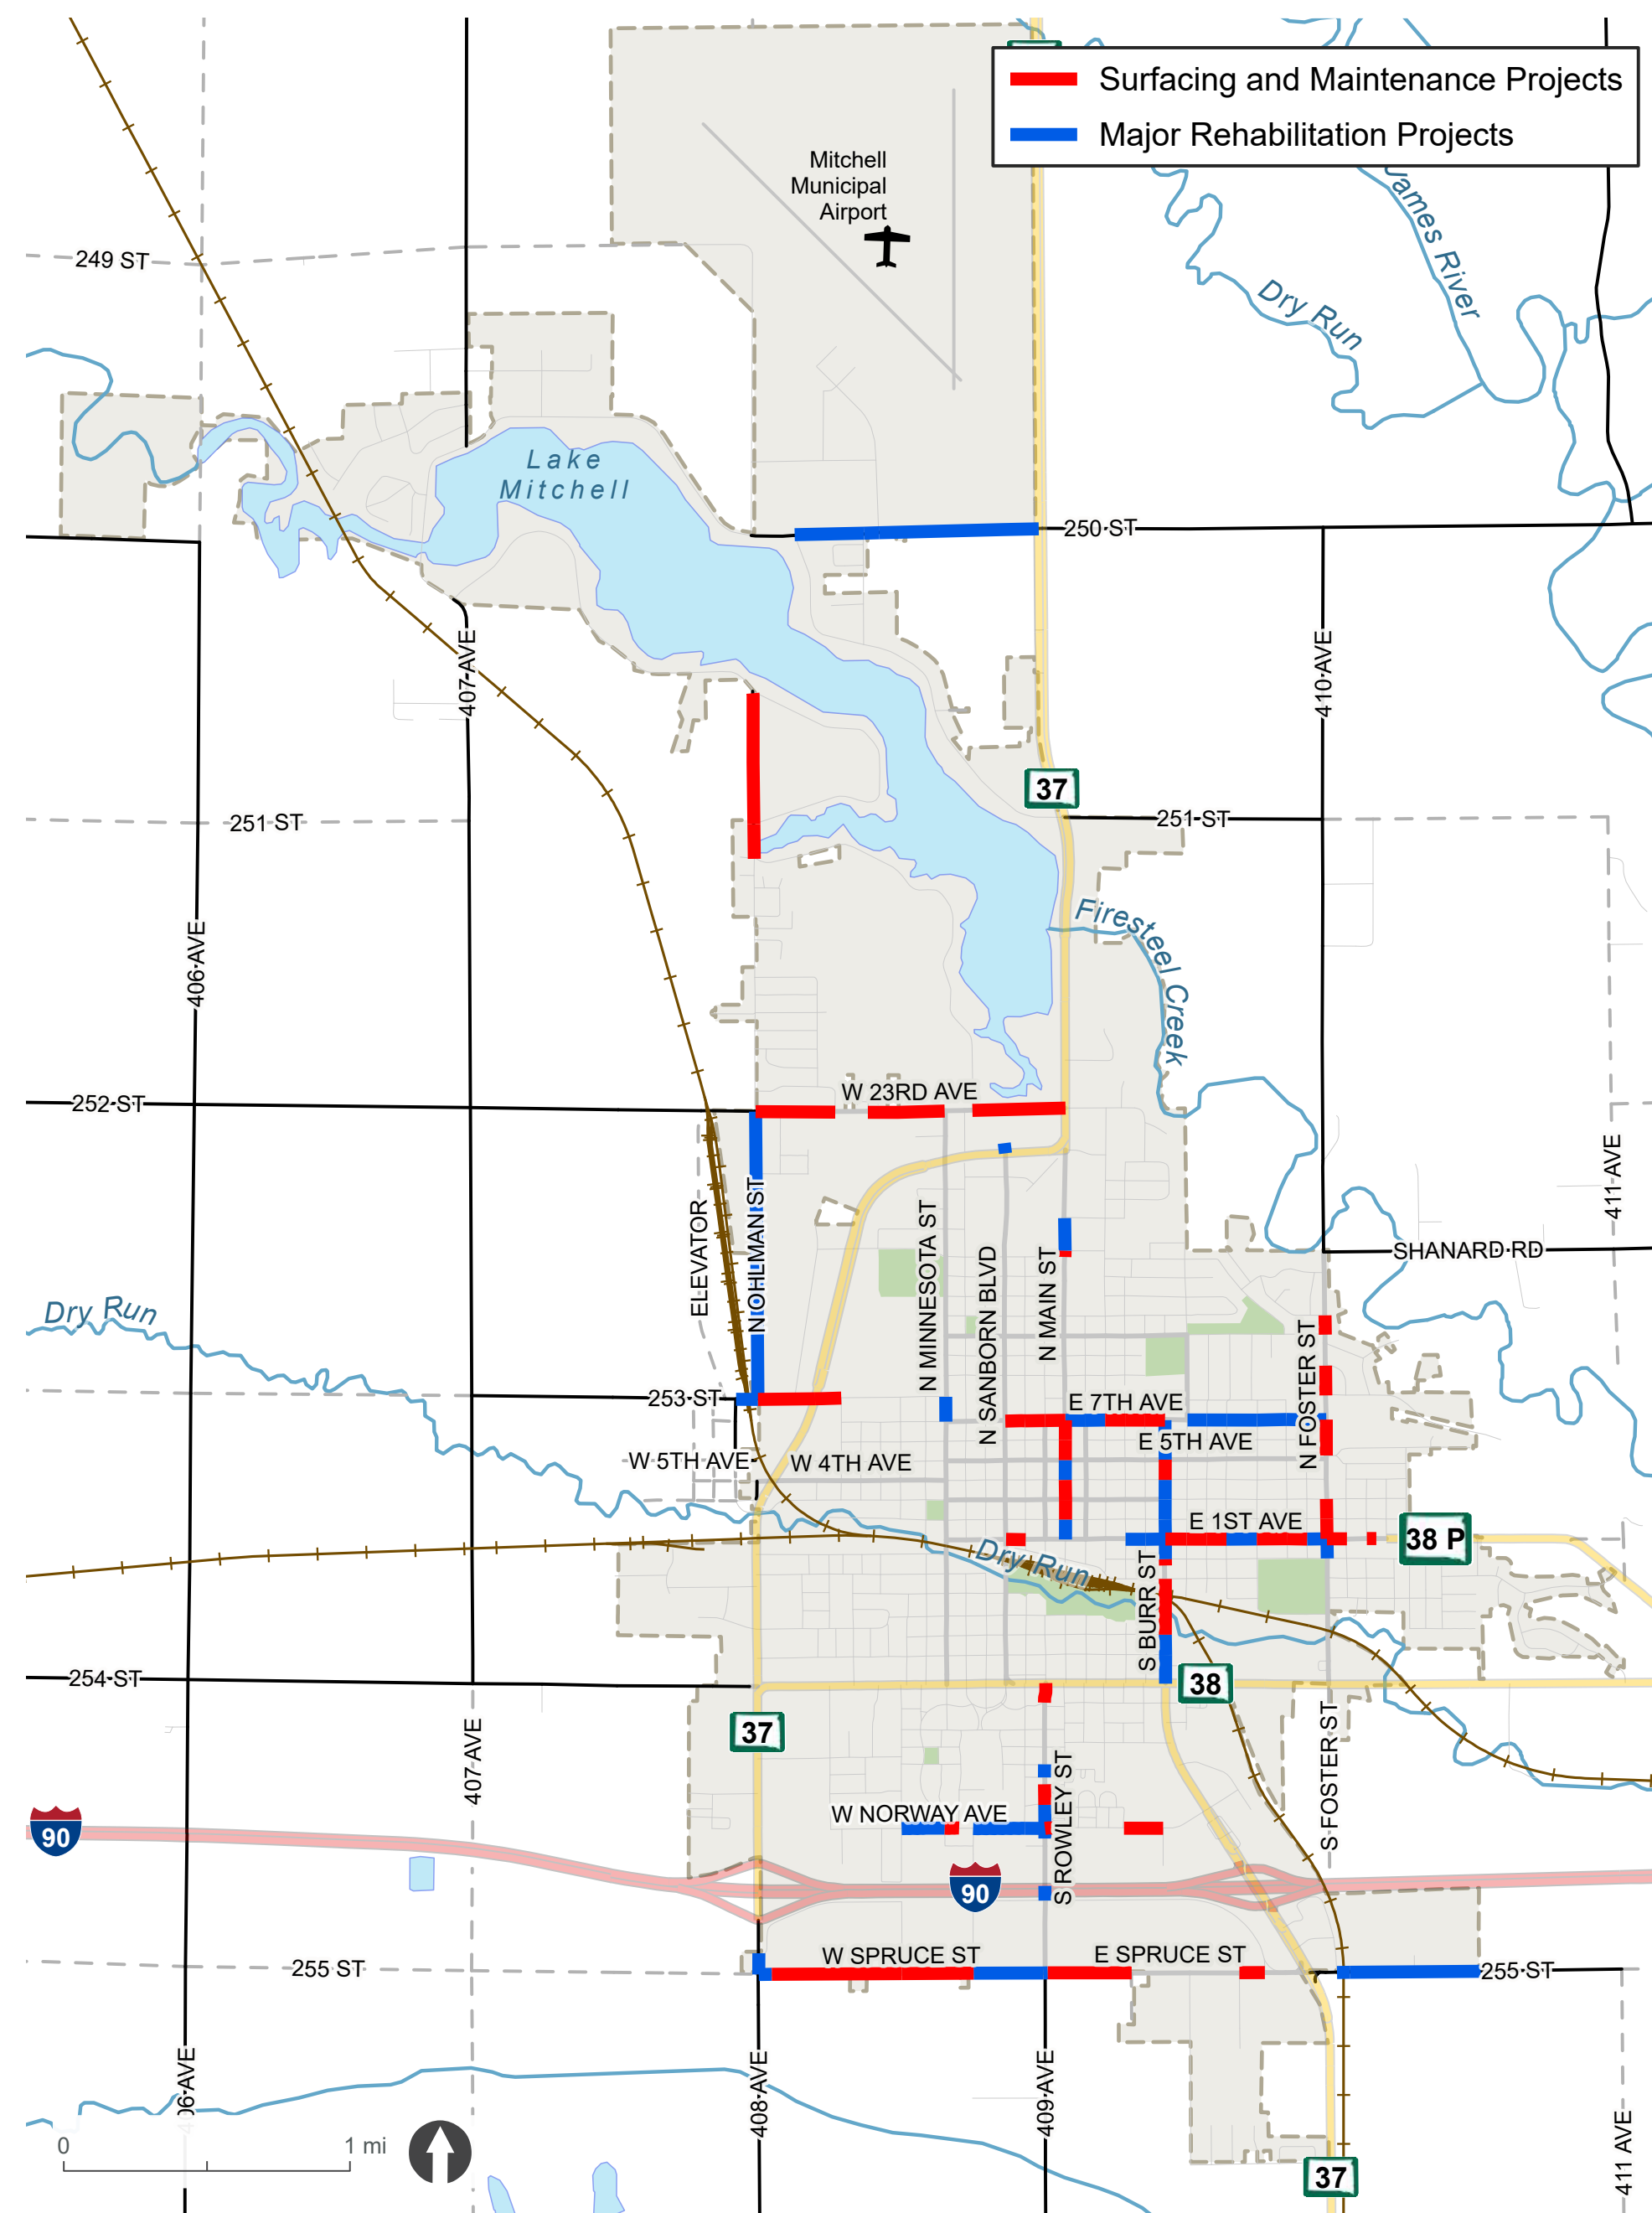 Surfacing and Maintenance Projects
Major Rehabilitation Projects
Mitchell
Municipal
Airport
James River
Dry Run
249 ST
Lake
Mitchell
250 ST
407 AVE
410 AVE
37
251 ST
251 ST
Firesteel Creek
406 AVE
W 23RD AVE
252 ST
411 AVE
ELEVATOR
N OHLMAN ST
N MINNESOTA ST
N SANBORN BLVD
N MAIN ST
SHANARD RD
Dry Run
N FOSTER ST
253 ST
E 7TH AVE
E 5TH AVE
W 5TH AVE
W 4TH AVE
E 1ST AVE
38 P
Dry Run
S BURR ST
254 ST
38
37
407 AVE
S FOSTER ST
S ROWLEY ST
W NORWAY AVE
90
90
W SPRUCE ST
E SPRUCE ST
255 ST
255 ST
406 AVE
408 AVE
409 AVE
411 AVE
0
1 mi
37